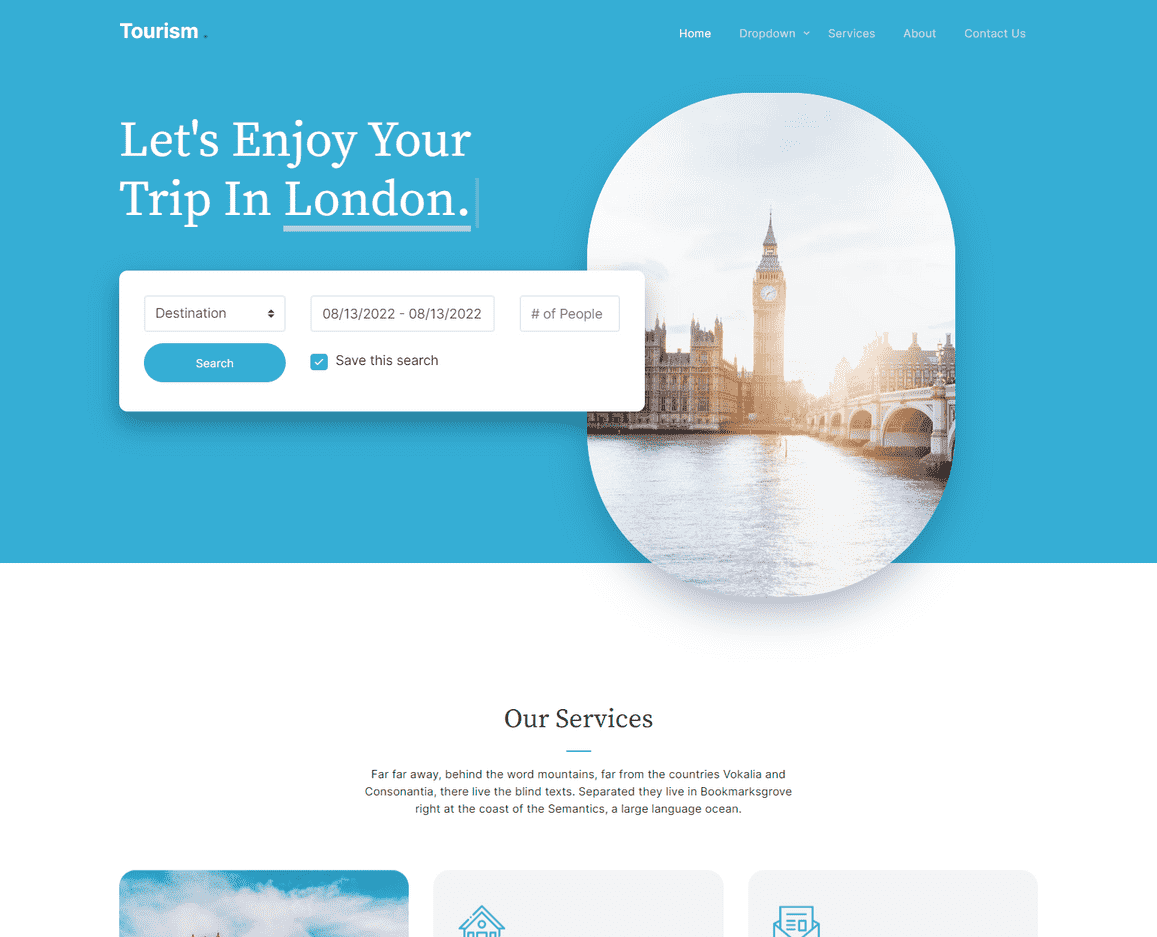 Tourism .
Home Dropdown Services About Contact Us
Let's Enjoy Your
Trip In London.
Destination 08/13/2022 - 08/13/2022 # of People
Search Save this search
Our Services
Far far away, behind the word mountains, far from the countries Vokalia and
Consonantia, there live the blind texts. Separated they live in Bookmarksgrove
right at the coast of the Semantics, a large language ocean.